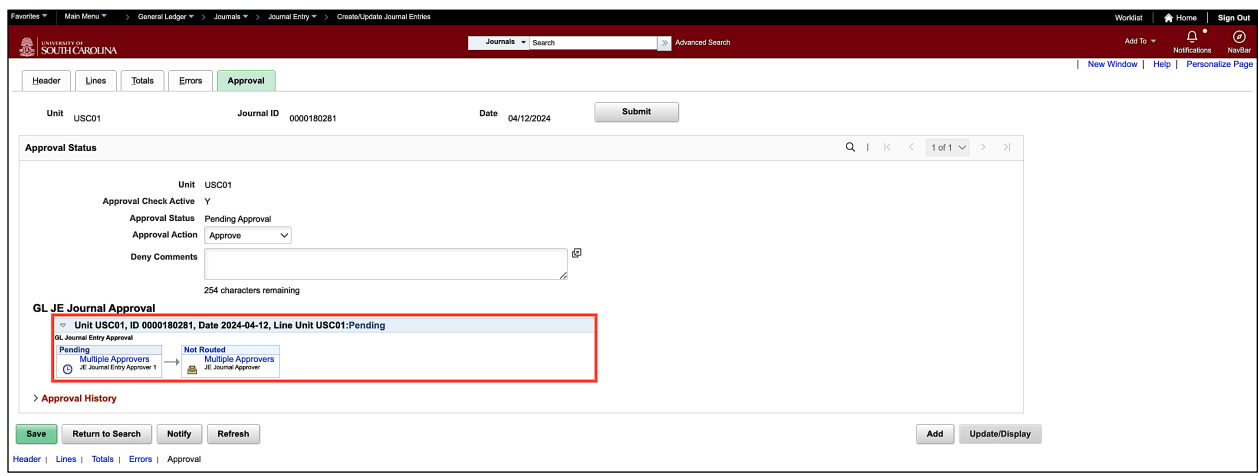 Favorites Main Menu > General Ledger > Journals > Journal Entry > Create/Update Journal Entries Worklist Home Sign Out
UNIVERSITY OF
SOUTH CAROLINA
Journals Search Advanced Search
Add To Notifications NavBar
| New Window | Help | Personalize Page
Header Lines Totals Errors Approval
Unit USC01 Journal ID 0000180281 Date 04/12/2024 Submit
Approval Status 1 of 1
Unit USC01
Approval Check Active Y
Approval Status Pending Approval
Approval Action Approve
Deny Comments
254 characters remaining
GL JE Journal Approval
Unit USC01, ID 0000180281, Date 2024-04-12, Line Unit USC01:Pending
GL Journal Entry Approval
Pending Not Routed
Multiple Approvers Multiple Approvers
JE Journal Entry Approver 1 JE Journal Approver
> Approval History
Save Return to Search Notify Refresh Add Update/Display
Header | Lines | Totals | Errors | Approval